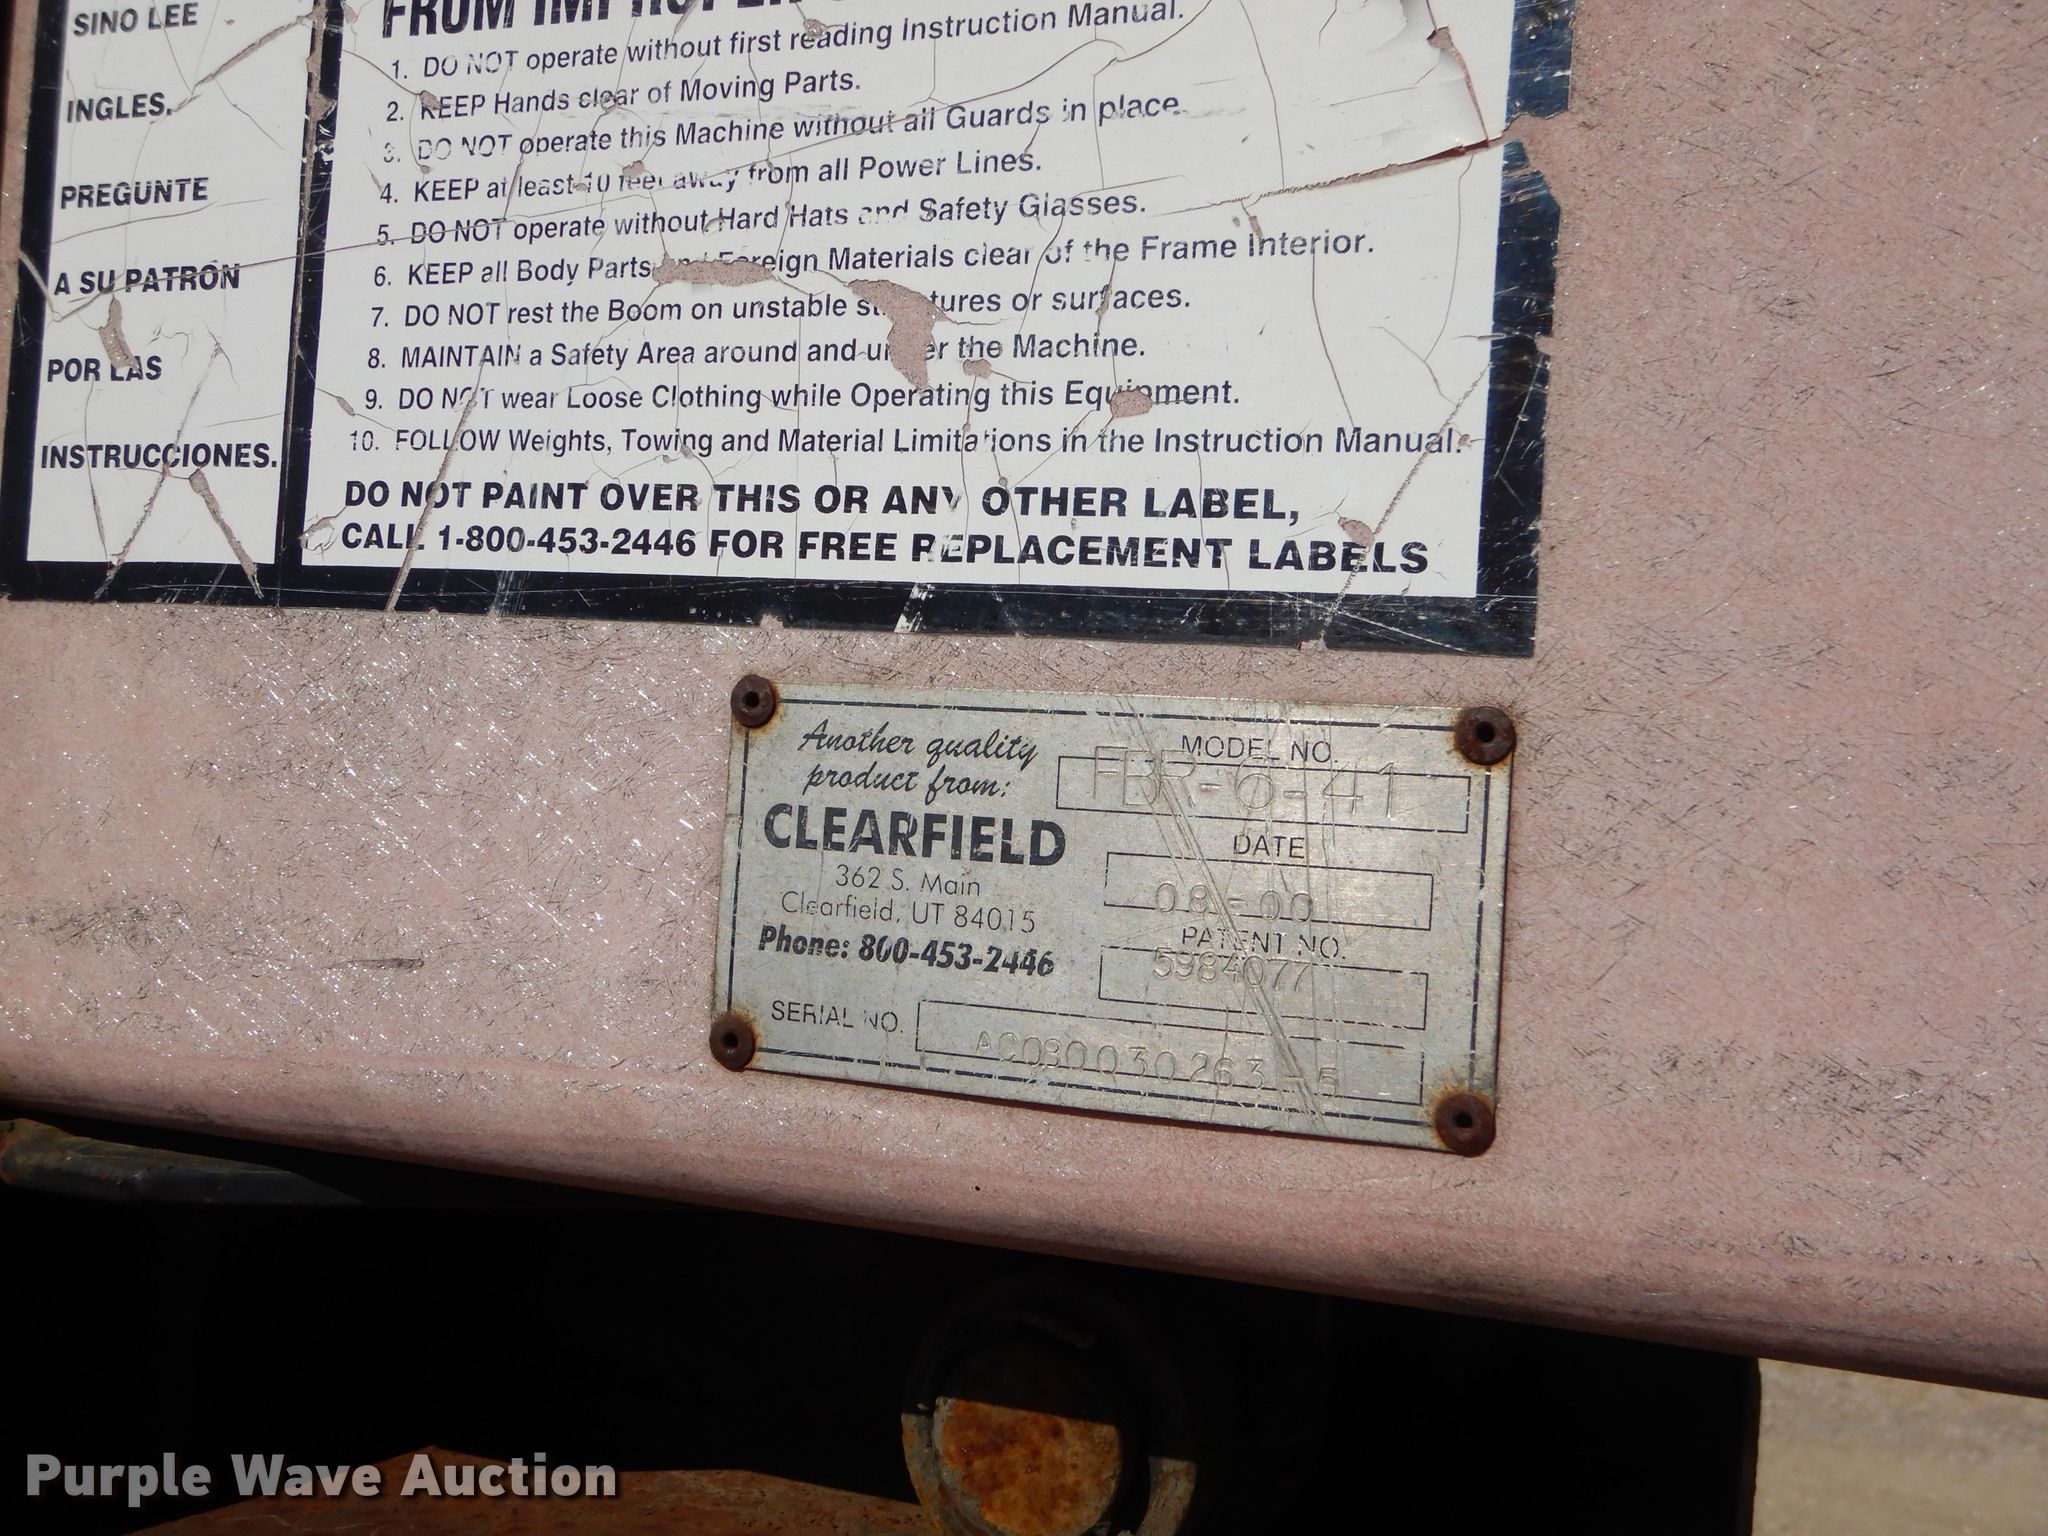 SINO LEE
INGLES.
PREGUNTE
A SU PATRÓN
POR LAS
INSTRUCCIONES.
FROM
1. DO NOT operate without first reading Instruction Manual.
2. KEEP Hands clear of Moving Parts.
3. DO NOT operate this Machine without all Guards in place.
4. KEEP at least 10 feet away from all Power Lines.
5. DO NOT operate without Hard Hats and Safety Glasses.
6. KEEP all Body Parts and Foreign Materials clear of the Frame Interior.
7. DO NOT rest the Boom on unstable structures or surfaces.
8. MAINTAIN a Safety Area around and under the Machine.
9. DO NOT wear Loose Clothing while Operating this Equipment.
10. FOLLOW Weights, Towing and Material Limitations in the Instruction Manual.
DO NOT PAINT OVER THIS OR ANY OTHER LABEL,
CALL 1-800-453-2446 FOR FREE REPLACEMENT LABELS
Another quality
product from:
CLEARFIELD
362 S. Main
Clearfield, UT 84015
Phone: 800-453-2446
MODEL NO.
FBR-6-141
DATE
08-00
PATENT NO.
5984077
SERIAL NO.
AC080030263-6
Purple Wave Auction